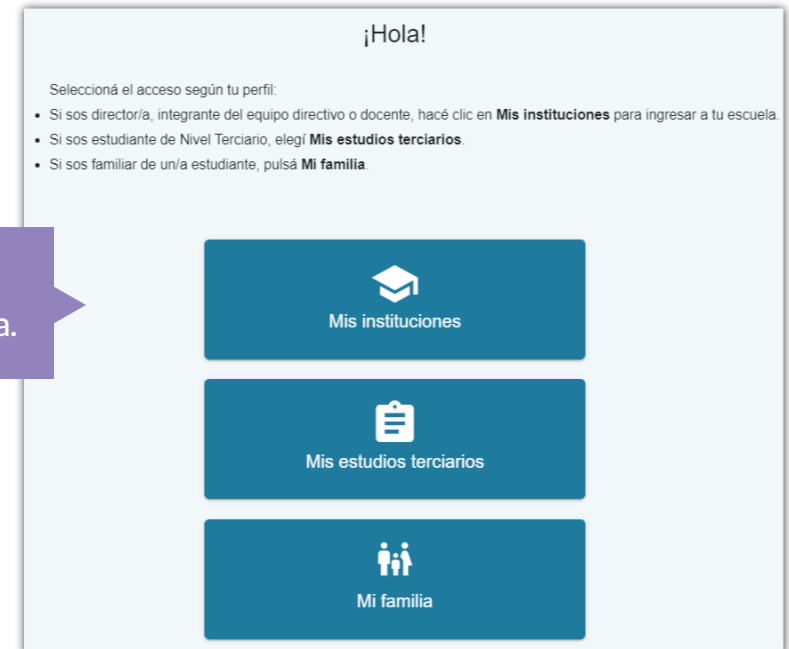 ¡Hola!
Seleccioná el acceso según tu perfil:
• Si sos director/a, integrante del equipo directivo o docente, hacé clic en Mis instituciones para ingresar a tu escuela.
• Si sos estudiante de Nivel Terciario, elegí Mis estudios terciarios.
• Si sos familiar de un/a estudiante, pulsá Mi familia.
Mis instituciones
Mis estudios terciarios
Mi familia